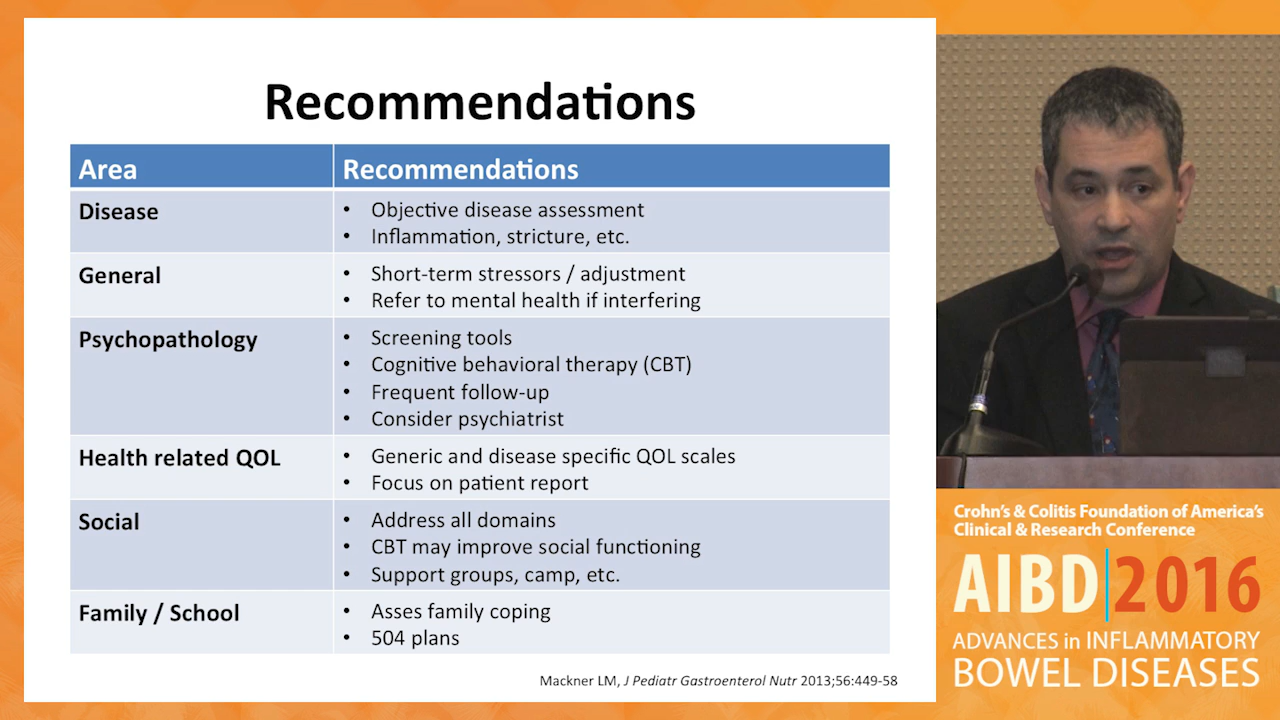 Recommendations
Area
Recommendations
Disease
• Objective disease assessment
• Inflammation, stricture, etc.
General
• Short-term stressors / adjustment
• Refer to mental health if interfering
Psychopathology
• Screening tools
• Cognitive behavioral therapy (CBT)
• Frequent follow-up
• Consider psychiatrist
Health related QOL
• Generic and disease specific QOL scales
• Focus on patient report
Social
• Address all domains
• CBT may improve social functioning
• Support groups, camp, etc.
Family / School
• Asses family coping
• 504 plans
Mackner LM, J Pediatr Gastroenterol Nutr 2013;56:449-58
Crohn's & Colitis Foundation of America's
Clinical & Research Conference
AIBD|2016
ADVANCES in INFLAMMATORY
BOWEL DISEASES